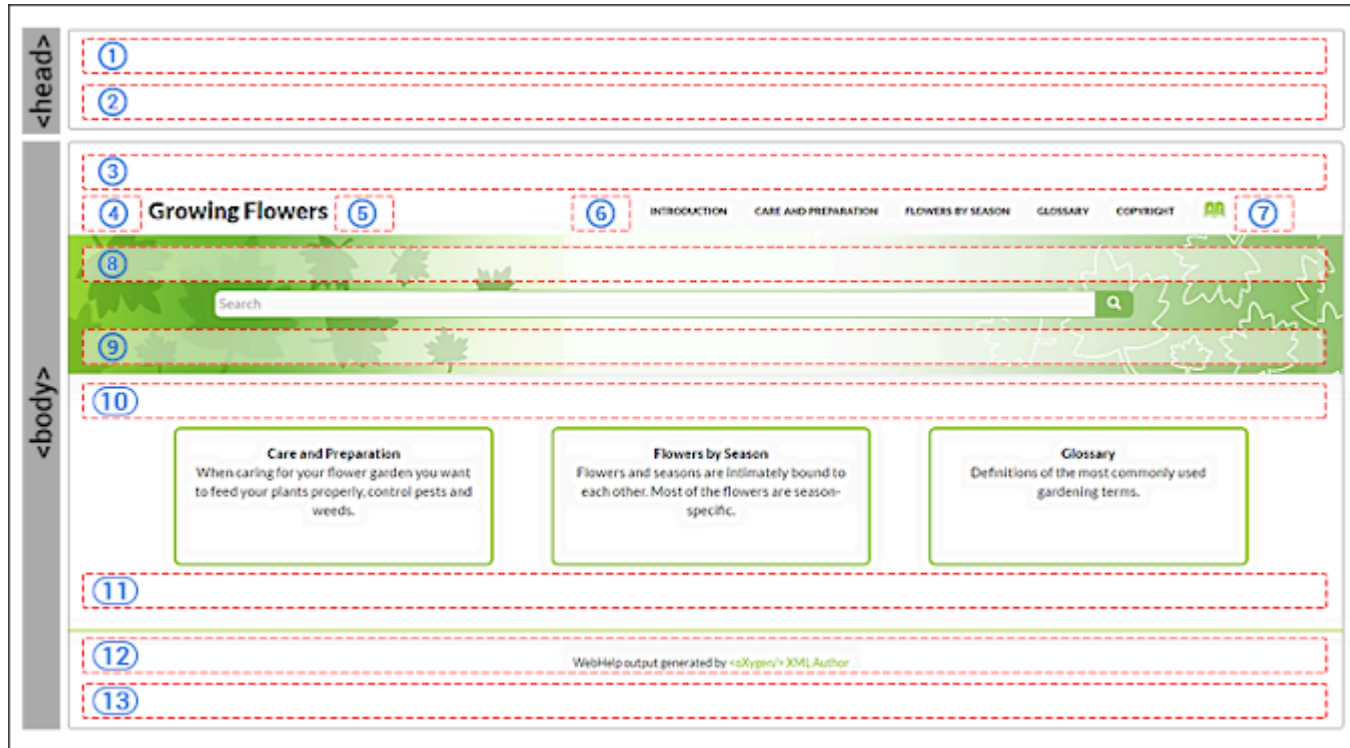 <head>
1
2
<body>
3
4 Growing Flowers 5 6 INTRODUCTION CARE AND PREPARATION FLOWERS BY SEASON GLOSSARY COPYRIGHT 7
8
Search
9
10
Care and Preparation
When caring for your flower garden you want
to feed your plants properly, control pests and
weeds.
Flowers by Season
Flowers and seasons are intimately bound to
each other. Most of the flowers are season-
specific.
Glossary
Definitions of the most commonly used
gardening terms.
11
12
WebHelp output generated by <oXygen/> XML Author
13